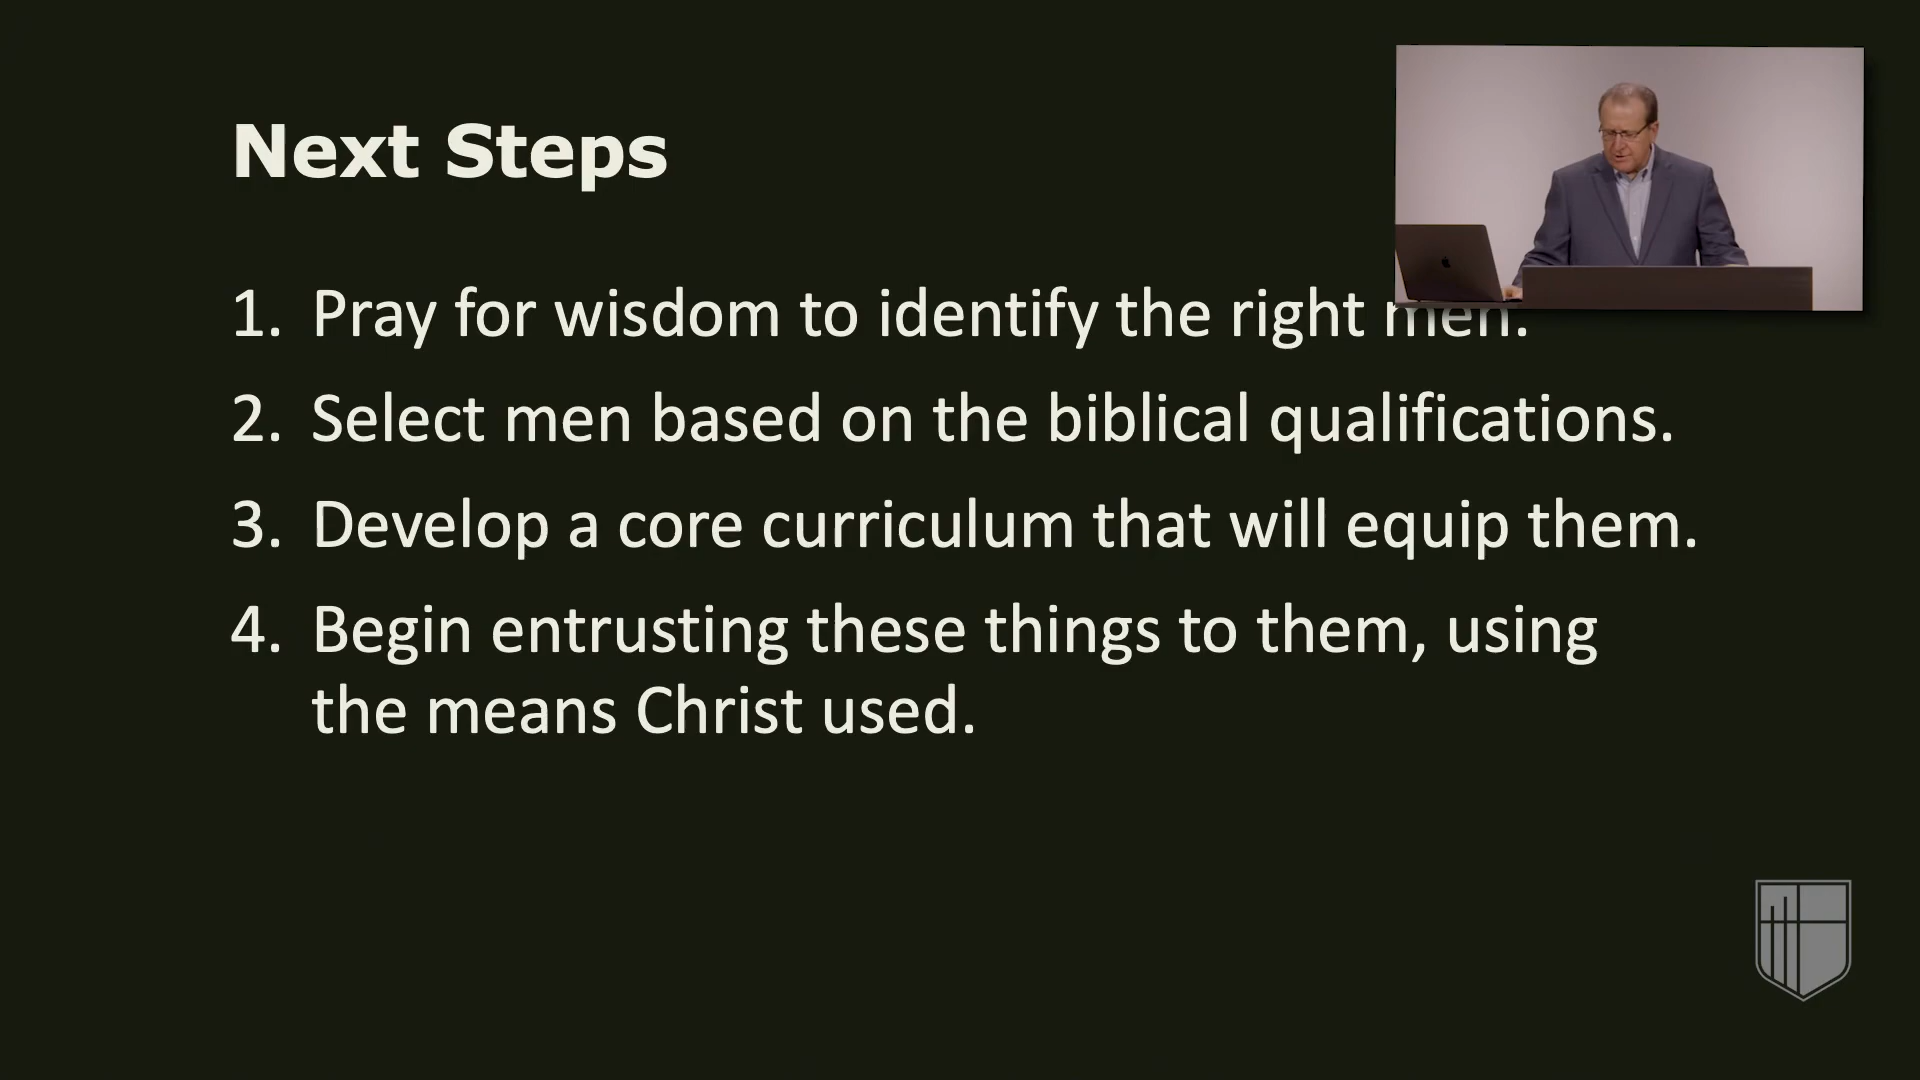 Next Steps
1. Pray for wisdom to identify the right men.
2. Select men based on the biblical qualifications.
3. Develop a core curriculum that will equip them.
4. Begin entrusting these things to them, using
the means Christ used.